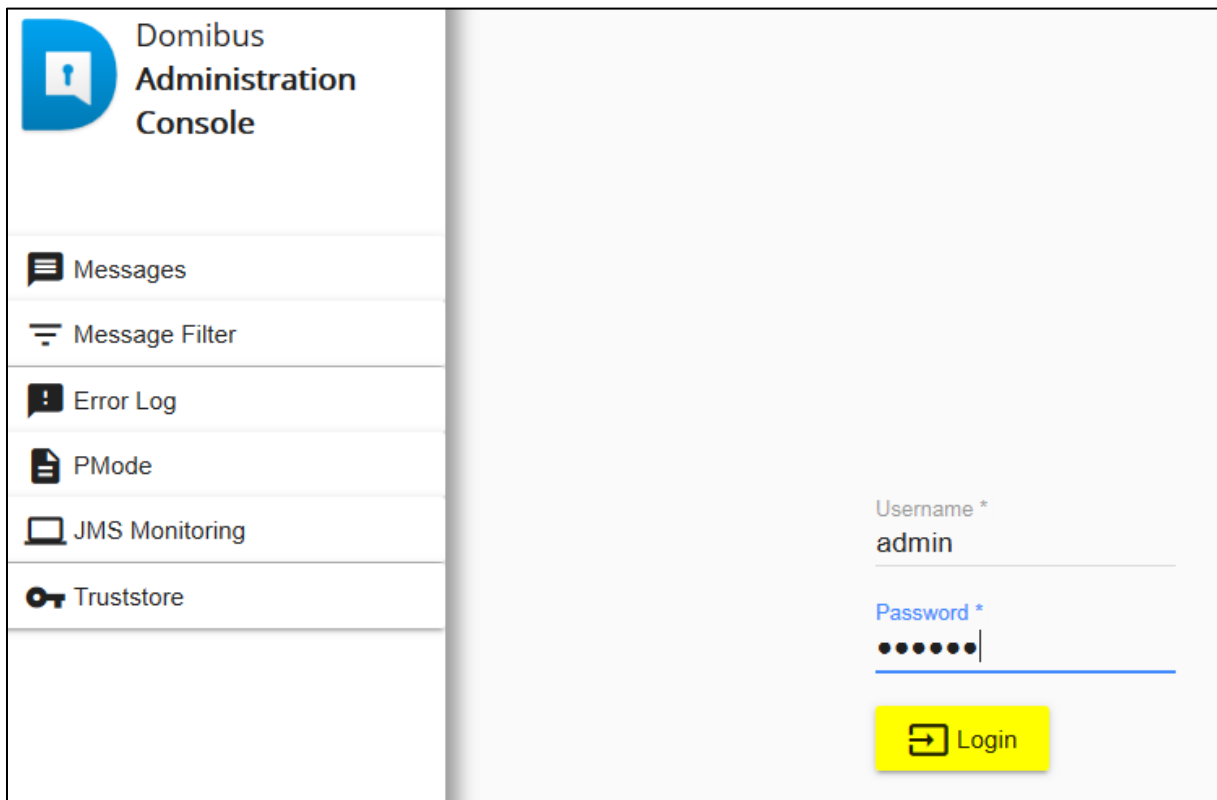 Domibus
Administration
Console
Messages
Message Filter
Error Log
PMode
JMS Monitoring
Truststore
Username *
admin
Password *
••••••
Login